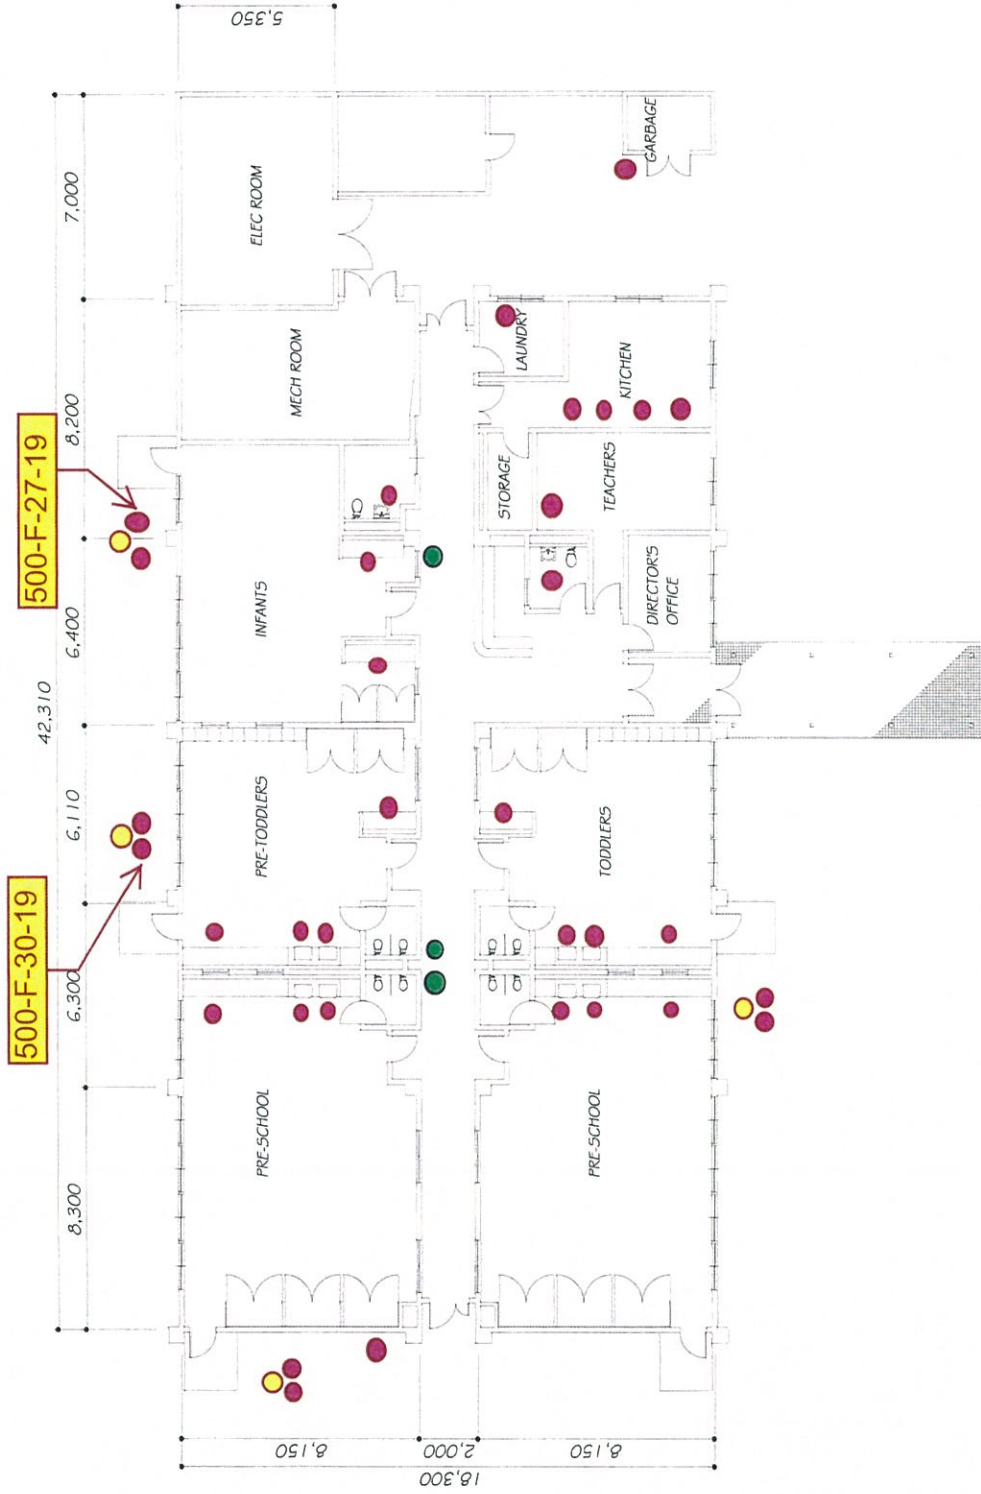 500-F-30-19
500-F-27-19
8,300
6,300
6,110
6,400
8,200
7,000
42,310
5,350
PRE-SCHOOL
PRE-TODDLERS
INFANTS
MECH ROOM
ELEC ROOM
PRE-SCHOOL
TODDLERS
DIRECTOR'S
OFFICE
TEACHERS
STORAGE
KITCHEN
LAUNDRY
GARBAGE
8,150
2,000
8,150
18,300